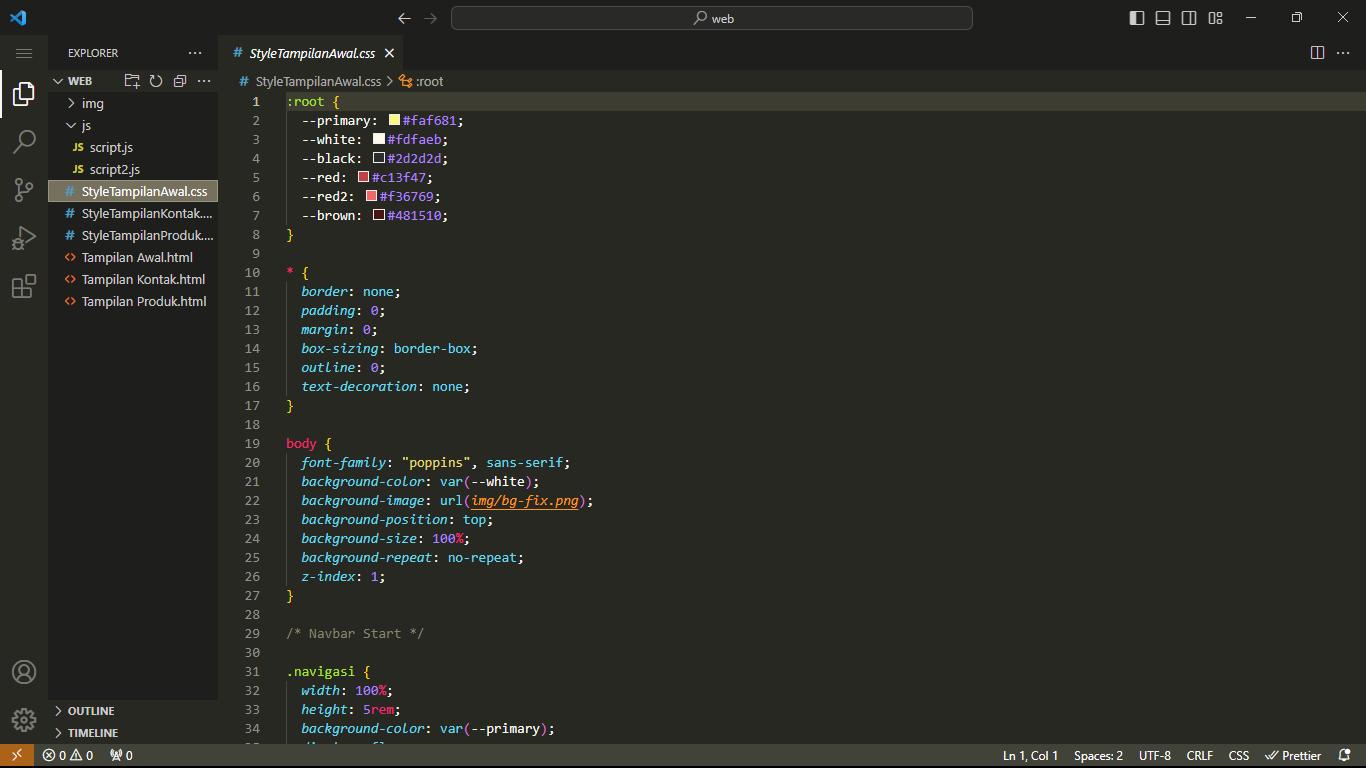 web
EXPLORER
StyleTampilanAwal.css
WEB
img
js
JS script.js
JS script2.js
# StyleTampilanAwal.css
# StyleTampilanKontak....
# StyleTampilanProduk....
<> Tampilan Awal.html
<> Tampilan Kontak.html
<> Tampilan Produk.html
OUTLINE
TIMELINE
# StyleTampilanAwal.css > :root
1 :root {
2 --primary: #faf681;
3 --white: #fdfaeb;
4 --black: #2d2d2d;
5 --red: #c13f47;
6 --red2: #f36769;
7 --brown: #481510;
8 }
9
10 * {
11 border: none;
12 padding: 0;
13 margin: 0;
14 box-sizing: border-box;
15 outline: 0;
16 text-decoration: none;
17 }
18
19 body {
20 font-family: "poppins", sans-serif;
21 background-color: var(--white);
22 background-image: url(img/bg-fix.png);
23 background-position: top;
24 background-size: 100%;
25 background-repeat: no-repeat;
26 z-index: 1;
27 }
28
29 /* Navbar Start */
30
31 .navigasi {
32 width: 100%;
33 height: 5rem;
34 background-color: var(--primary);
0 0 0 Ln 1, Col 1 Spaces: 2 UTF-8 CRLF CSS Prettier